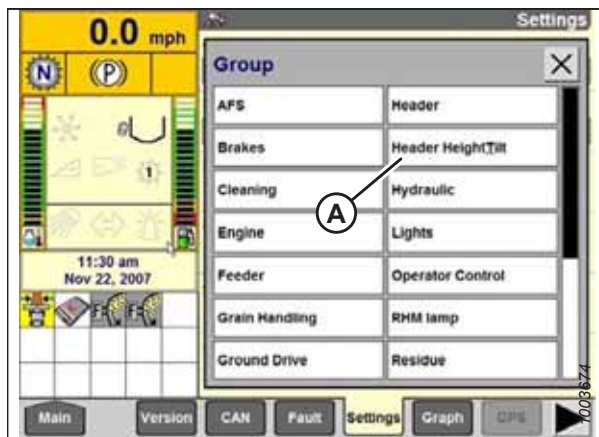 0.0 mph
Settings
N
(P)
Group
X
AFS
Header
Brakes
Header Height/Tilt
Cleaning
Hydraulic
A
Engine
Lights
Feeder
Operator Control
Grain Handling
RHM lamp
Ground Drive
Residue
1
11:30 am
Nov 22, 2007
F
F
Main
Version
CAN
Fault
Settings
Graph
GPS
1003674